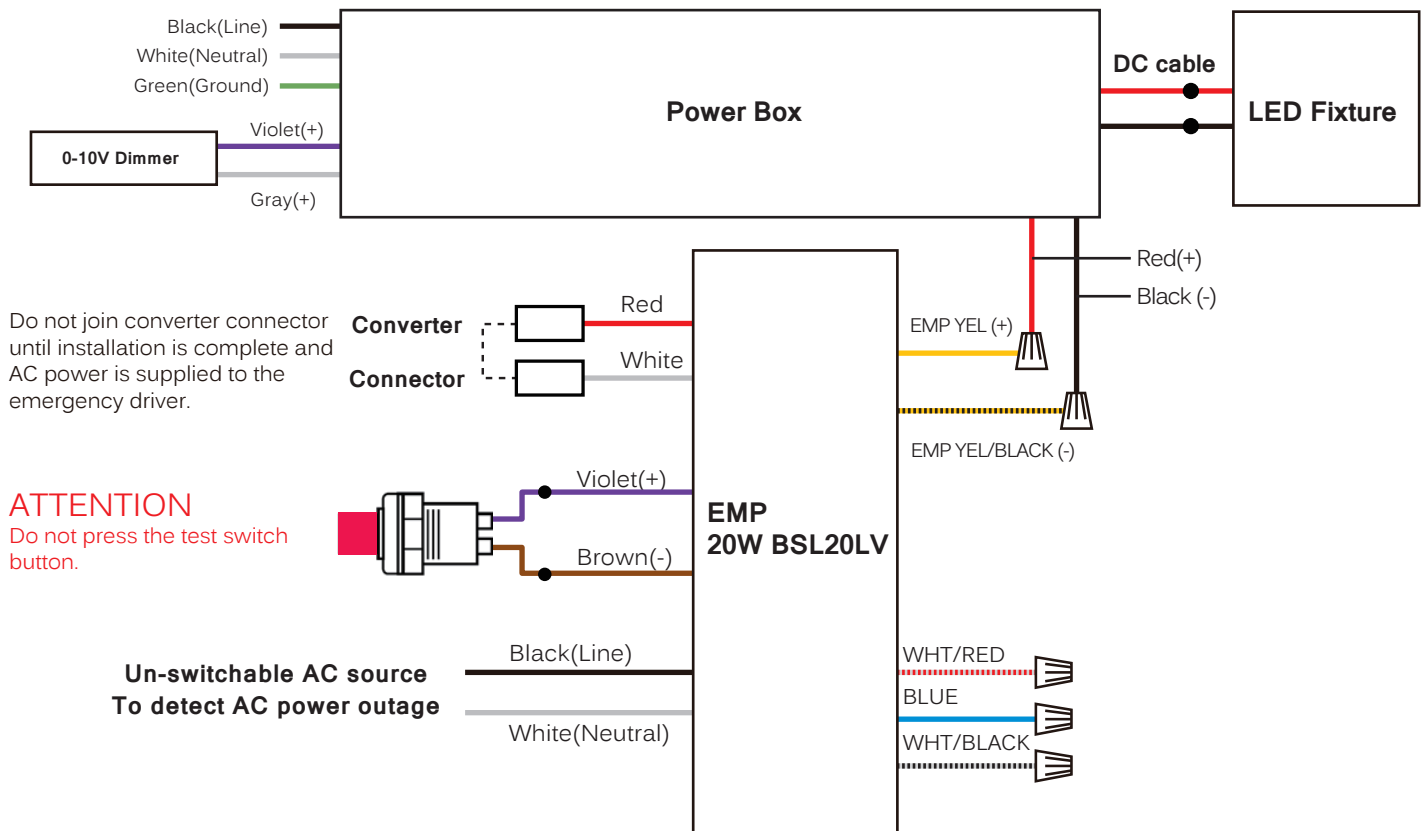 Black(Line)
White(Neutral)
Green(Ground)
Violet(+)
0-10V Dimmer
Gray(+)
Power Box
DC cable
LED Fixture
Red(+)
Black (-)
Do not join converter connector
until installation is complete and
AC power is supplied to the
emergency driver.
Converter
Connector
Red
White
EMP YEL (+)
EMP YEL/BLACK (-)
ATTENTION
Do not press the test switch
button.
Violet(+)
Brown(-)
EMP
20W BSL20LV
Un-switchable AC source
To detect AC power outage
Black(Line)
White(Neutral)
WHT/RED
BLUE
WHT/BLACK